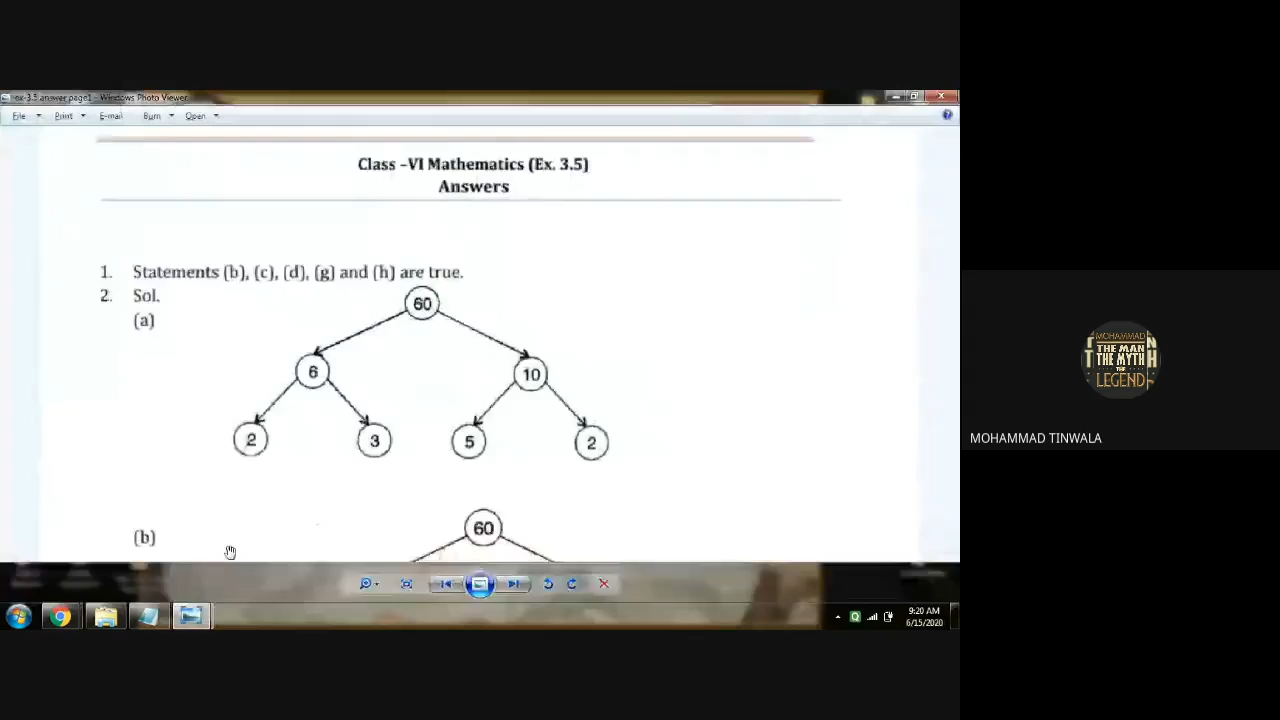 ex-3.5 answer page1 - Windows Photo Viewer
File Print E-mail Burn Open
Class –VI Mathematics (Ex. 3.5)
Answers
1. Statements (b), (c), (d), (g) and (h) are true.
2. Sol.
(a)
60
6 10
2 3 5 2
(b)
60
MOHAMMAD
THE MAN
THE MYTH
THE
LEGEND
MOHAMMAD TINWALA
9:20 AM
6/15/2020